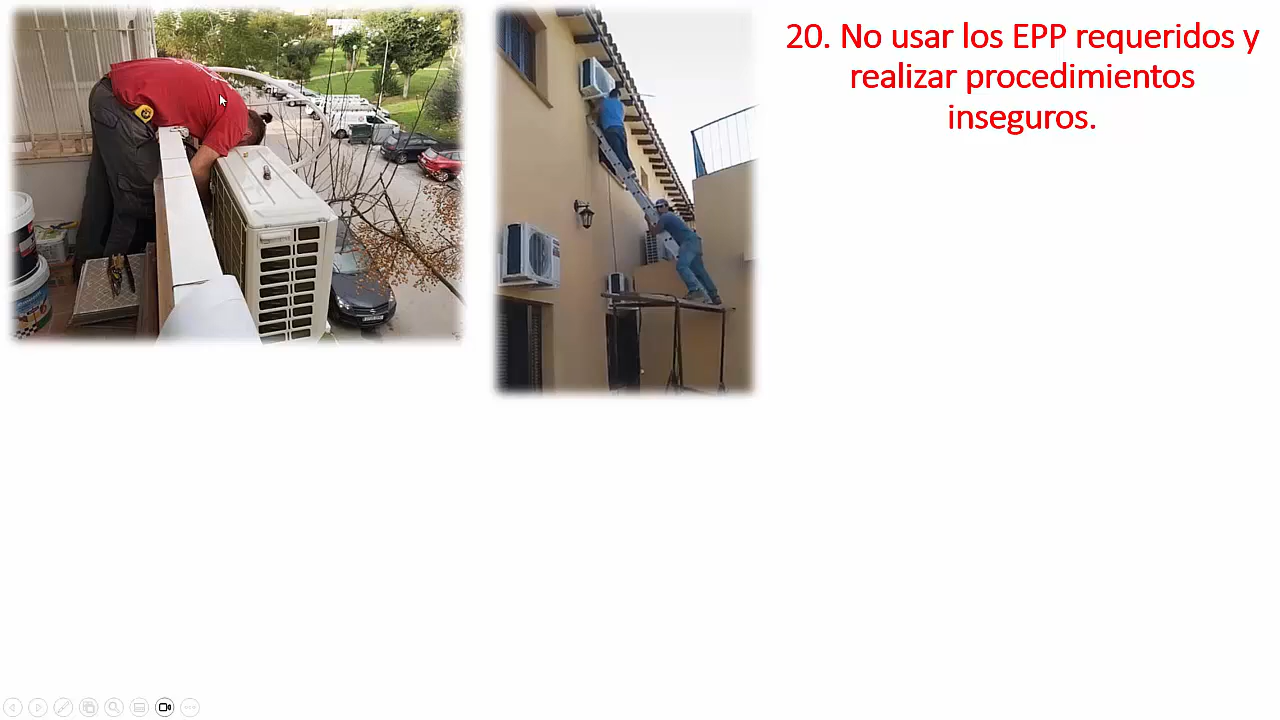 20. No usar los EPP requeridos y
realizar procedimientos
inseguros.